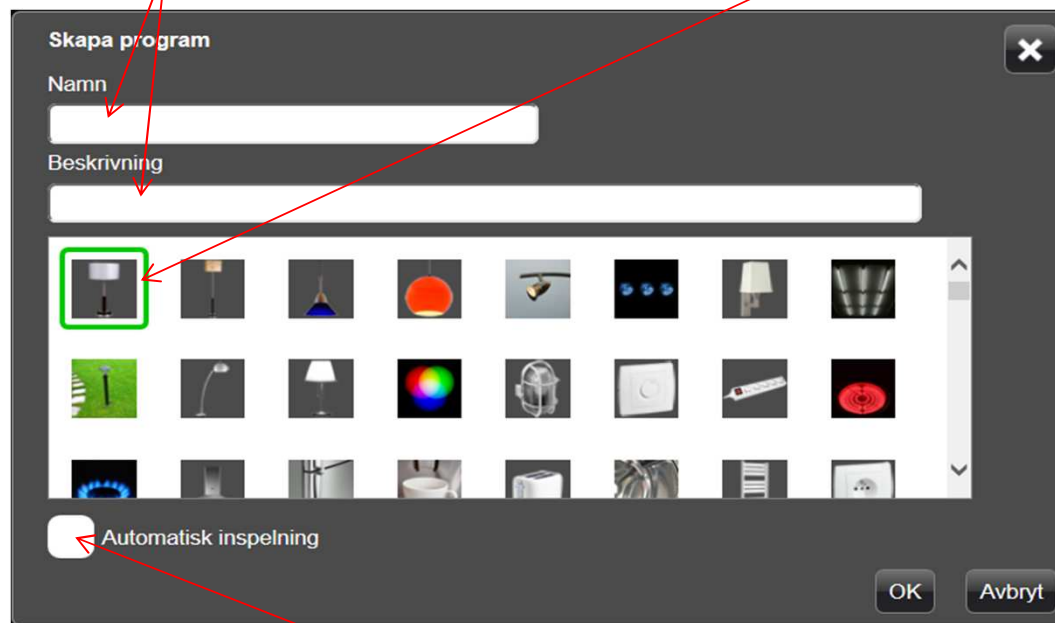 Skapa program
Namn
Beskrivning
Automatisk inspelning
OK
Avbryt